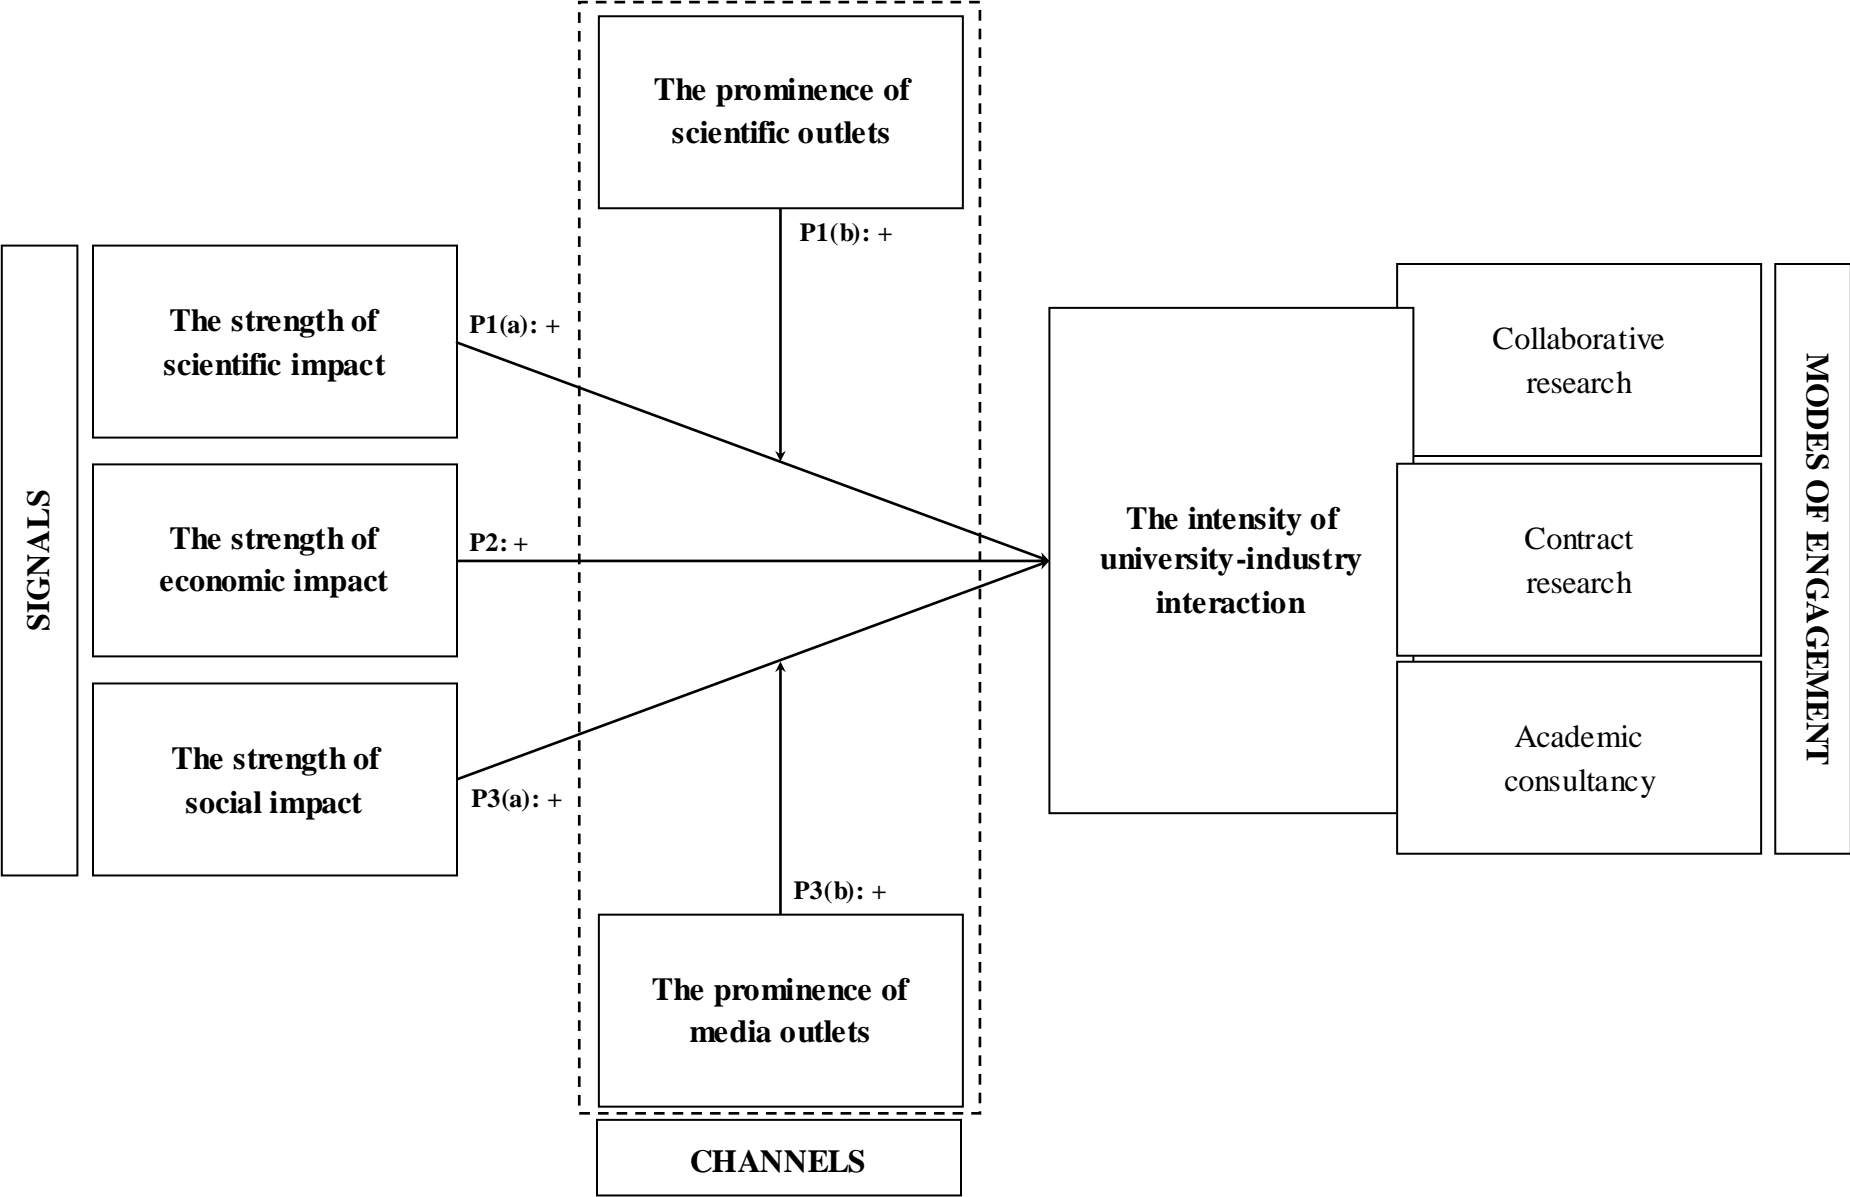 The prominence of
scientific outlets
P1(b): +
SIGNALS
The strength of
scientific impact
P1(a): +
The strength of
economic impact
P2: +
The strength of
social impact
P3(a): +
P3(b): +
The prominence of
media outlets
CHANNELS
The intensity of
university-industry
interaction
Collaborative
research
Contract
research
Academic
consultancy
MODES OF ENGAGEMENT